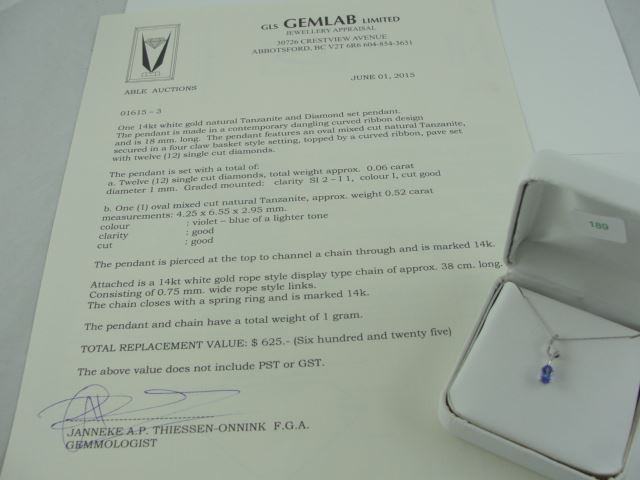 GLS GEMLAB LIMITED
JEWELLERY APPRAISAL
30726 CRESTVIEW AVENUE
ABBOTSFORD, BC V2T 6R6 604-854-3631
ABLE AUCTIONS
JUNE 01, 2015
01615 - 3
One 14kt white gold natural Tanzanite and Diamond set pendant.
The pendant is made in a contemporary dangling curved ribbon design
and is 18 mm. long. The pendant features an oval mixed cut natural Tanzanite,
secured in a four claw basket style setting, topped by a curved ribbon, pave set
with twelve (12) single cut diamonds.
The pendant is set with a total of:
a. Twelve (12) single cut diamonds, total weight approx. 0.06 carat
diameter 1 mm. Graded mounted: clarity SI 2 - I 1, colour I, cut good
b. One (1) oval mixed cut natural Tanzanite, approx. weight 0.52 carat
measurements: 4.25 x 6.55 x 2.95 mm.
colour : violet - blue of a lighter tone
clarity : good
cut : good
The pendant is pierced at the top to channel a chain through and is marked 14k.
Attached is a 14kt white gold rope style display type chain of approx. 38 cm. long.
Consisting of 0.75 mm. wide rope style links.
The chain closes with a spring ring and is marked 14k.
The pendant and chain have a total weight of 1 gram.
TOTAL REPLACEMENT VALUE: $ 625.- (Six hundred and twenty five)
The above value does not include PST or GST.
JANNEKE A.P. THIESSEN-ONNINK F.G.A.
GEMMOLOGIST
189